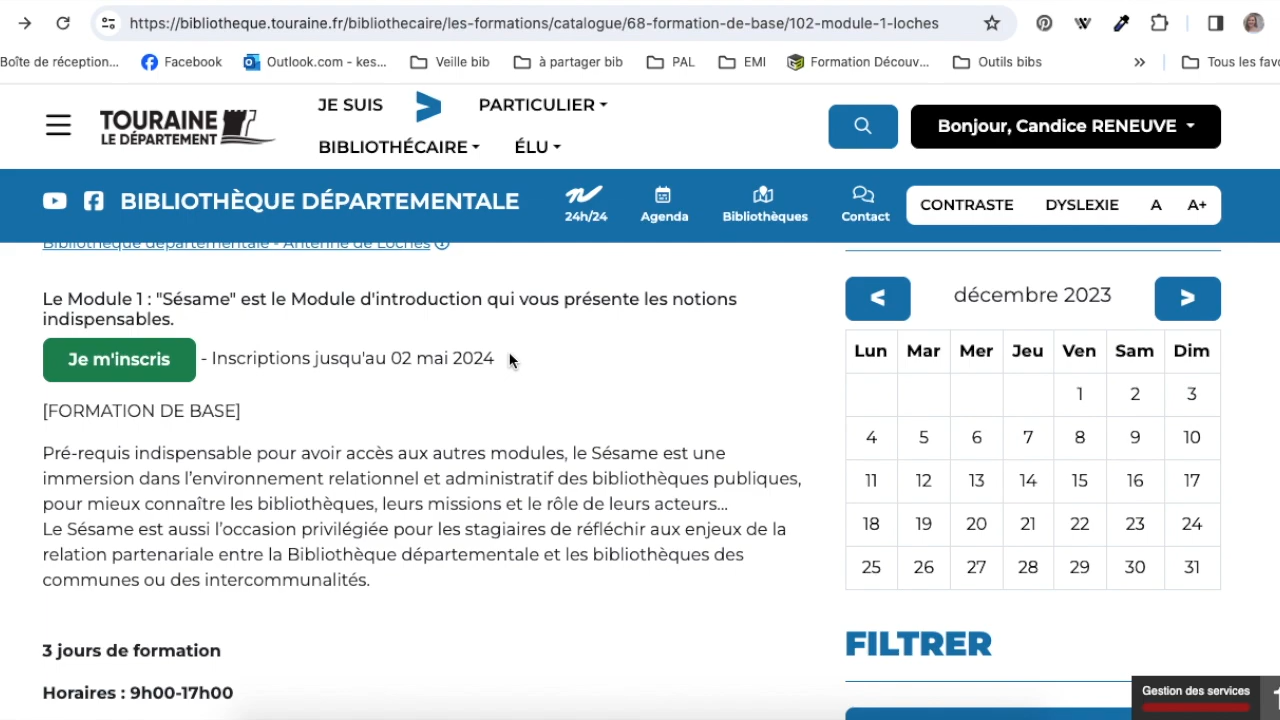 https://bibliotheque.touraine.fr/bibliothecaire/les-formations/catalogue/68-formation-de-base/102-module-1-loches
Boîte de réception... Facebook Outlook.com - kes... Veille bib à partager bib PAL EMI Formation Découv... Outils bibs » Tous les favo
TOURAINE
LE DÉPARTEMENT
JE SUIS > PARTICULIER
BIBLIOTHÉCAIRE ÉLU
Bonjour, Candice RENEUVE
BIBLIOTHÈQUE DÉPARTEMENTALE
24h/24 Agenda Bibliothèques Contact
CONTRASTE DYSLEXIE A A+
Bibliothèque départementale - Antenne de Loches
Le Module 1 : "Sésame" est le Module d'introduction qui vous présente les notions
indispensables.
Je m'inscris - Inscriptions jusqu'au 02 mai 2024
[FORMATION DE BASE]
Pré-requis indispensable pour avoir accès aux autres modules, le Sésame est une
immersion dans l’environnement relationnel et administratif des bibliothèques publiques,
pour mieux connaître les bibliothèques, leurs missions et le rôle de leurs acteurs…
Le Sésame est aussi l’occasion privilégiée pour les stagiaires de réfléchir aux enjeux de la
relation partenariale entre la Bibliothèque départementale et les bibliothèques des
communes ou des intercommunalités.
3 jours de formation
Horaires : 9h00-17h00
< décembre 2023 >
Lun Mar Mer Jeu Ven Sam Dim
1 2 3
4 5 6 7 8 9 10
11 12 13 14 15 16 17
18 19 20 21 22 23 24
25 26 27 28 29 30 31
FILTRER
Gestion des services